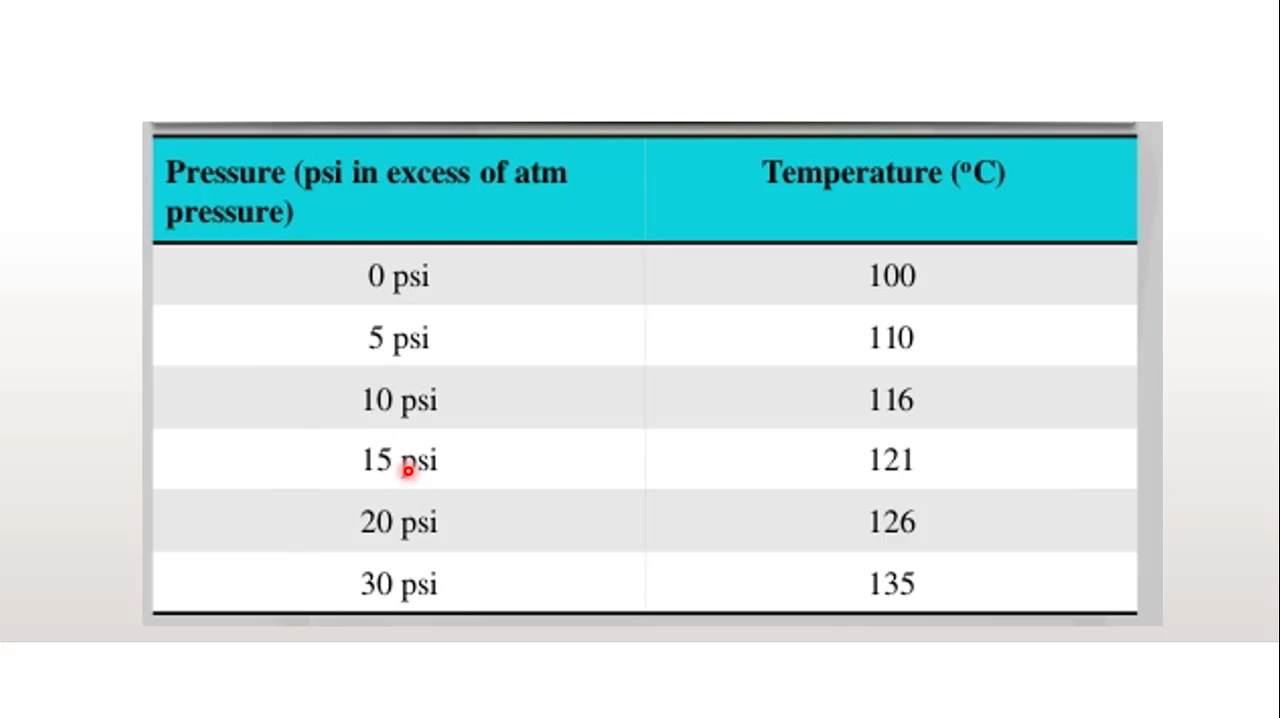 Pressure (psi in excess of atm
pressure)
Temperature (°C)
0 psi 100
5 psi 110
10 psi 116
15 psi 121
20 psi 126
30 psi 135